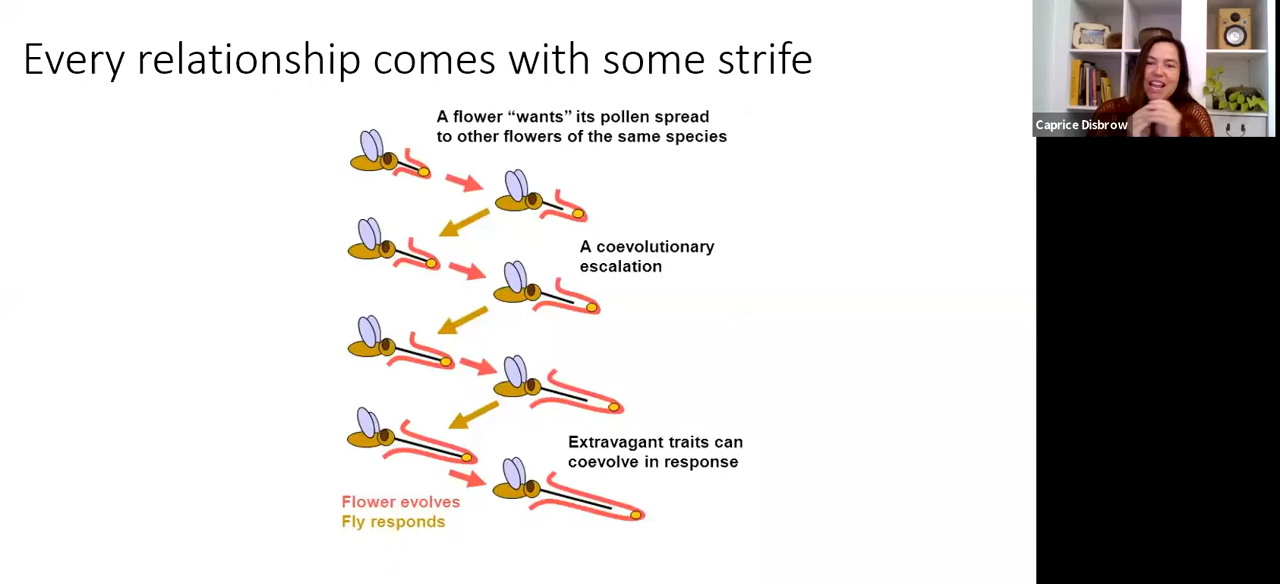 Every relationship comes with some strife
Caprice Disbrow
A flower “wants” its pollen spread
to other flowers of the same species
A coevolutionary
escalation
Extravagant traits can
coevolve in response
Flower evolves
Fly responds